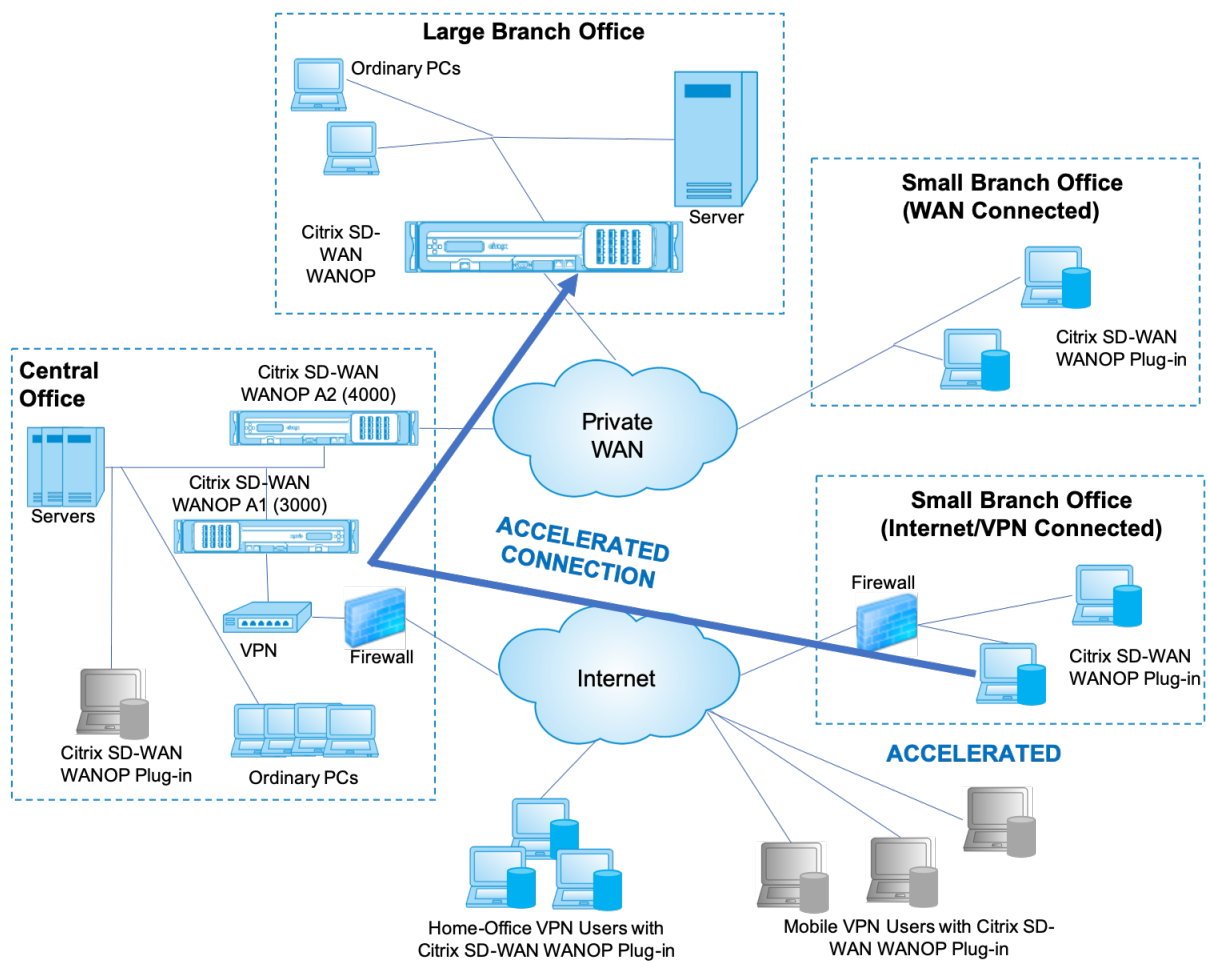 Large Branch Office
Ordinary PCs
Server
Citrix SD-
WAN
WANOP
Small Branch Office
(WAN Connected)
Citrix SD-WAN
WANOP Plug-in
Central
Office
Citrix SD-WAN
WANOP A2 (4000)
Servers
Citrix SD-WAN
WANOP A1 (3000)
VPN
Firewall
Citrix SD-WAN
WANOP Plug-in
Ordinary PCs
Private
WAN
ACCELERATED
CONNECTION
Internet
Small Branch Office
(Internet/VPN Connected)
Firewall
Citrix SD-WAN
WANOP Plug-in
ACCELERATED
Home-Office VPN Users with
Citrix SD-WAN WANOP Plug-in
Mobile VPN Users with Citrix SD-
WAN WANOP Plug-in